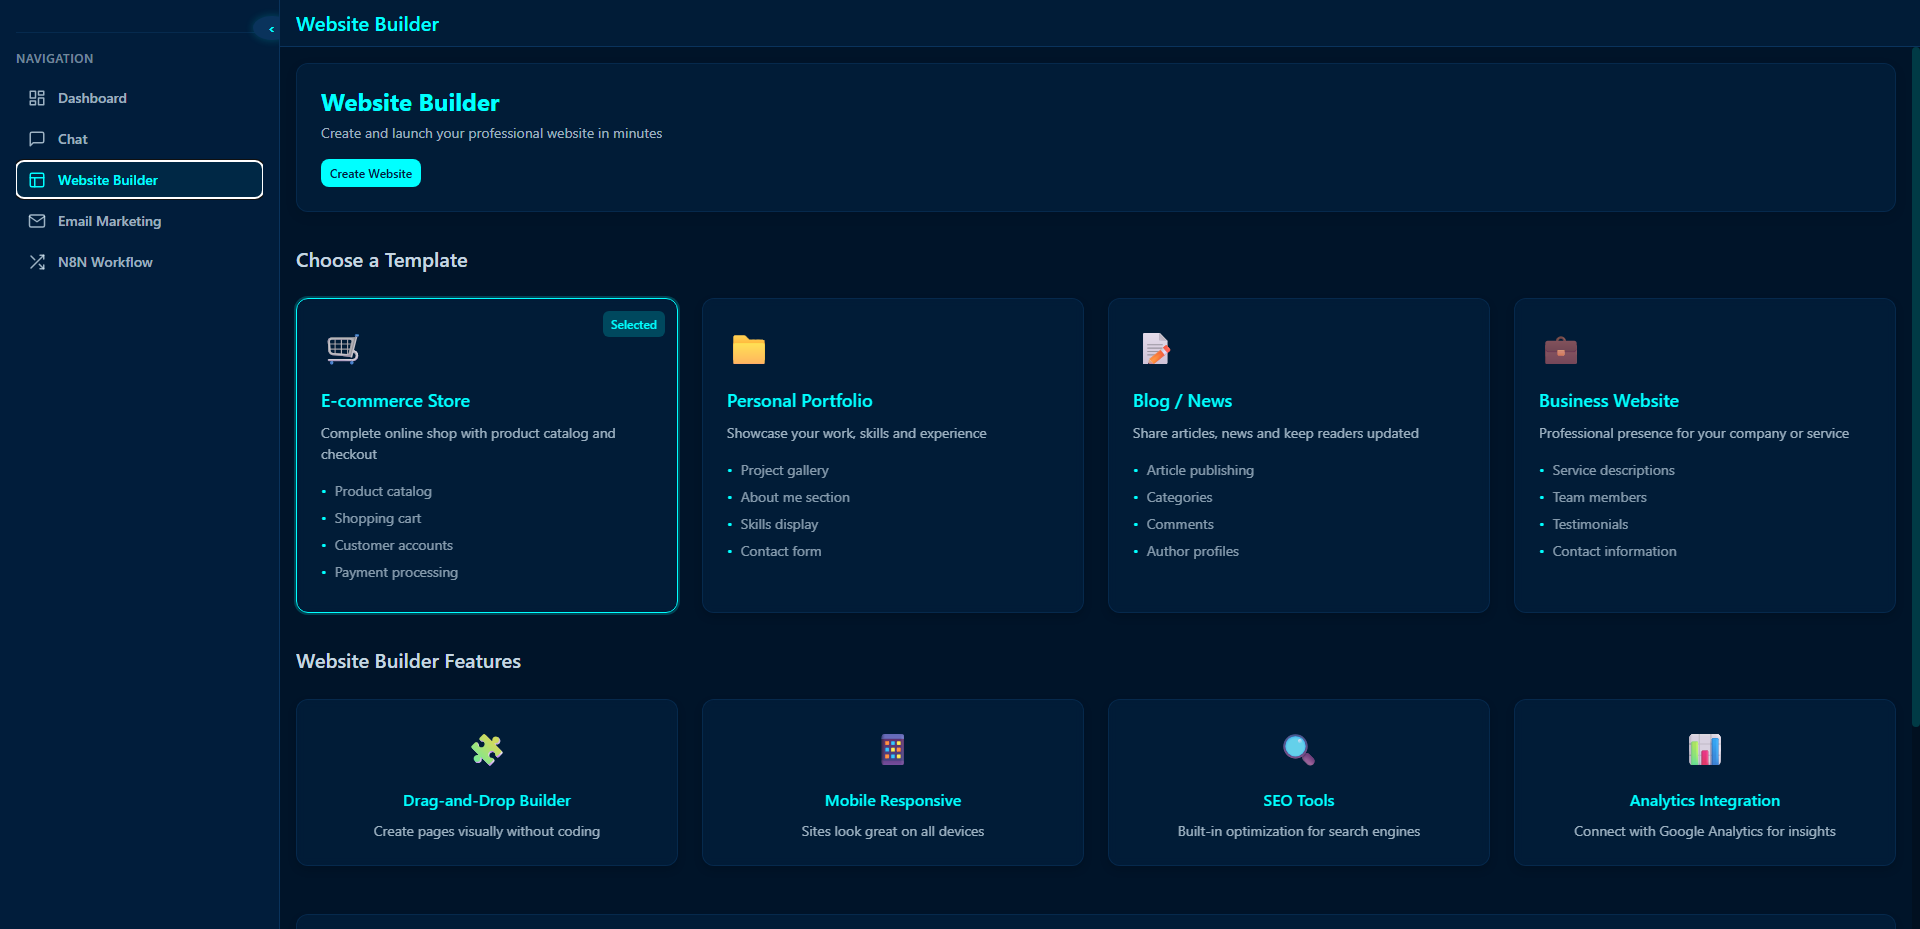 Website Builder
NAVIGATION
Dashboard
Chat
Website Builder
Email Marketing
N8N Workflow
Website Builder
Create and launch your professional website in minutes
Create Website
Choose a Template
Selected
E-commerce Store
Complete online shop with product catalog and
checkout
• Product catalog
• Shopping cart
• Customer accounts
• Payment processing
Personal Portfolio
Showcase your work, skills and experience
• Project gallery
• About me section
• Skills display
• Contact form
Blog / News
Share articles, news and keep readers updated
• Article publishing
• Categories
• Comments
• Author profiles
Business Website
Professional presence for your company or service
• Service descriptions
• Team members
• Testimonials
• Contact information
Website Builder Features
Drag-and-Drop Builder
Create pages visually without coding
Mobile Responsive
Sites look great on all devices
SEO Tools
Built-in optimization for search engines
Analytics Integration
Connect with Google Analytics for insights